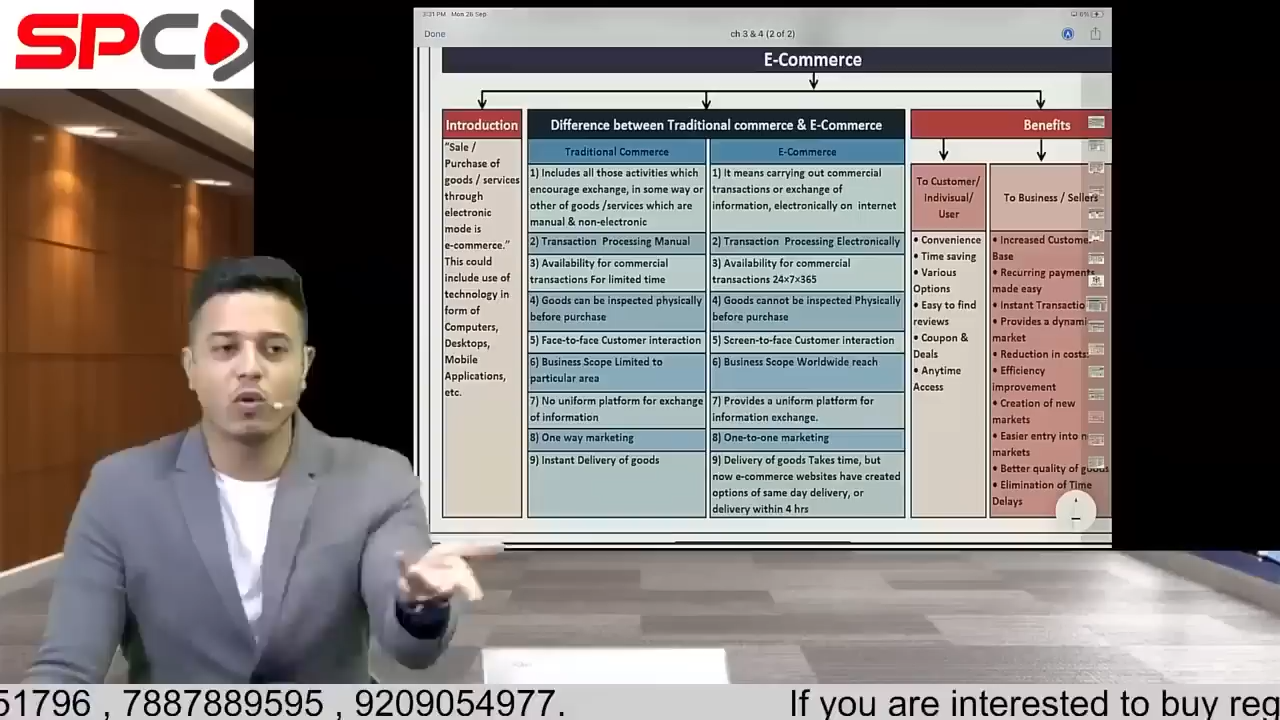 SPC
3:31 PM Mon 26 Sep
6%
Done
ch 3 & 4 (2 of 2)
E-Commerce
Introduction
"Sale /
Purchase of
goods / services
through
electronic
mode is
e-commerce."
This could
include use of
technology in
form of
Computers,
Desktops,
Mobile
Applications,
etc.
Difference between Traditional commerce & E-Commerce
Traditional Commerce
E-Commerce
1) Includes all those activities which
encourage exchange, in some way or
other of goods /services which are
manual & non-electronic
1) It means carrying out commercial
transactions or exchange of
information, electronically on internet
2) Transaction Processing Manual
2) Transaction Processing Electronically
3) Availability for commercial
transactions For limited time
3) Availability for commercial
transactions 24×7×365
4) Goods can be inspected physically
before purchase
4) Goods cannot be inspected Physically
before purchase
5) Face-to-face Customer interaction
5) Screen-to-face Customer interaction
6) Business Scope Limited to
particular area
6) Business Scope Worldwide reach
7) No uniform platform for exchange
of information
7) Provides a uniform platform for
information exchange.
8) One way marketing
8) One-to-one marketing
9) Instant Delivery of goods
9) Delivery of goods Takes time, but
now e-commerce websites have created
options of same day delivery, or
delivery within 4 hrs
Benefits
To Customer/
Indivisual/
User
• Convenience
• Time saving
• Various
Options
• Easy to find
reviews
• Coupon &
Deals
• Anytime
Access
To Business / Sellers
• Increased Custome
Base
• Recurring payments
made easy
• Instant Transactio
• Provides a dynami
market
• Reduction in costs
• Efficiency
improvement
• Creation of new
markets
• Easier entry into n
markets
• Better quality of goods
• Elimination of Time
Delays
51796 , 7887889595 , 9209054977. If you are interested to buy reg